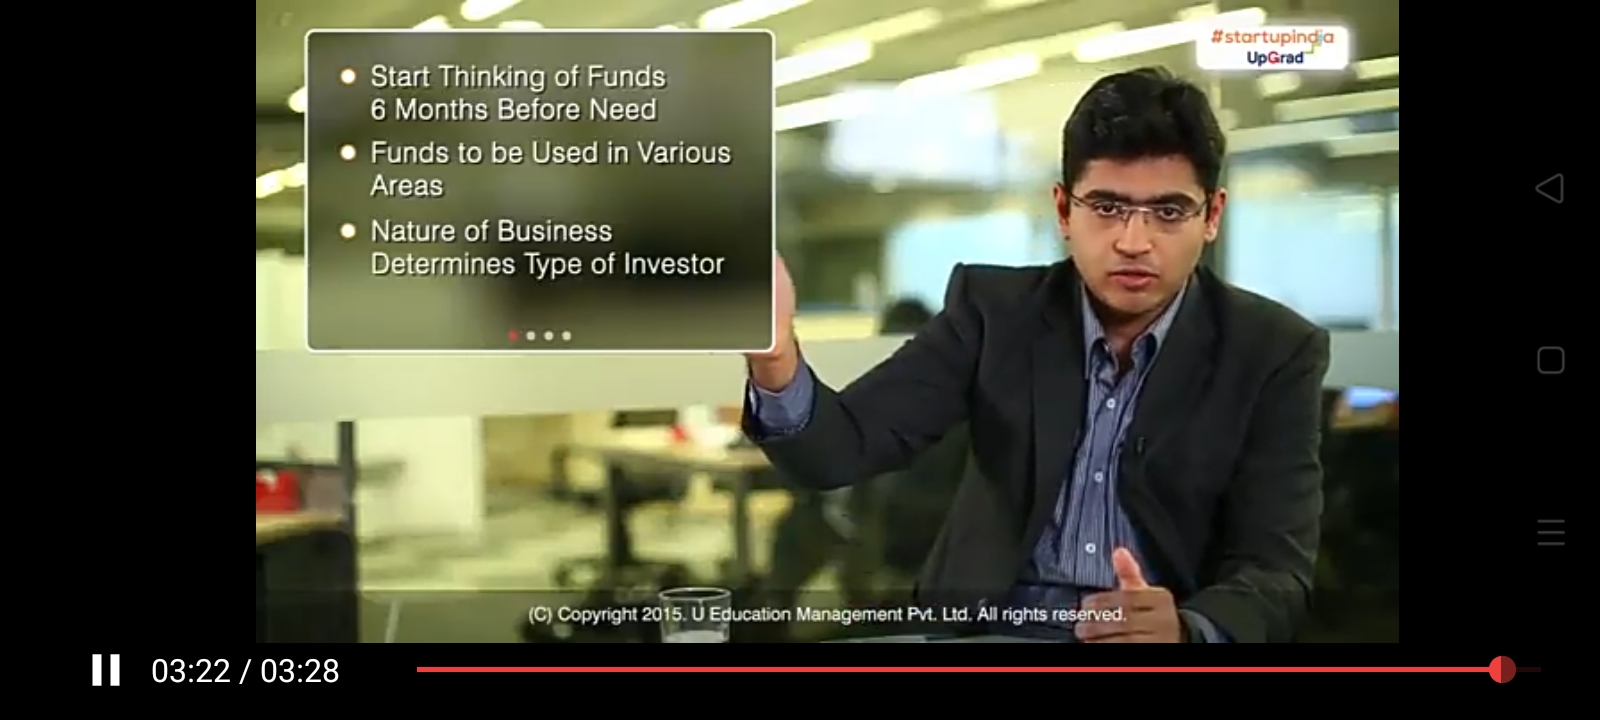 #startupindia
UpGrad
Start Thinking of Funds
6 Months Before Need
Funds to be Used in Various
Areas
Nature of Business
Determines Type of Investor
(C) Copyright 2015. U Education Management Pvt. Ltd. All rights reserved.
03:22 / 03:28